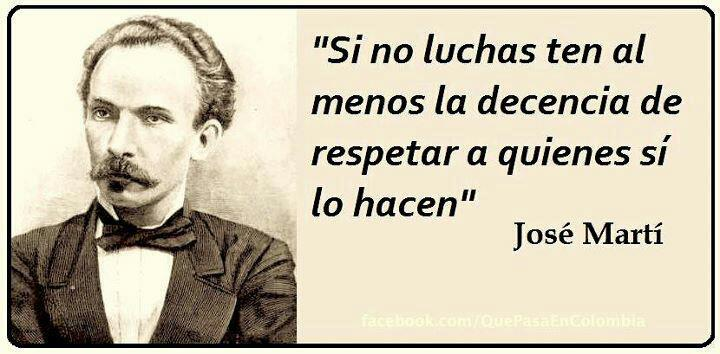 "Si no luchas ten al
menos la decencia de
respetar a quienes sí
lo hacen"
José Martí
facebook.com/QuePasaEnColombia